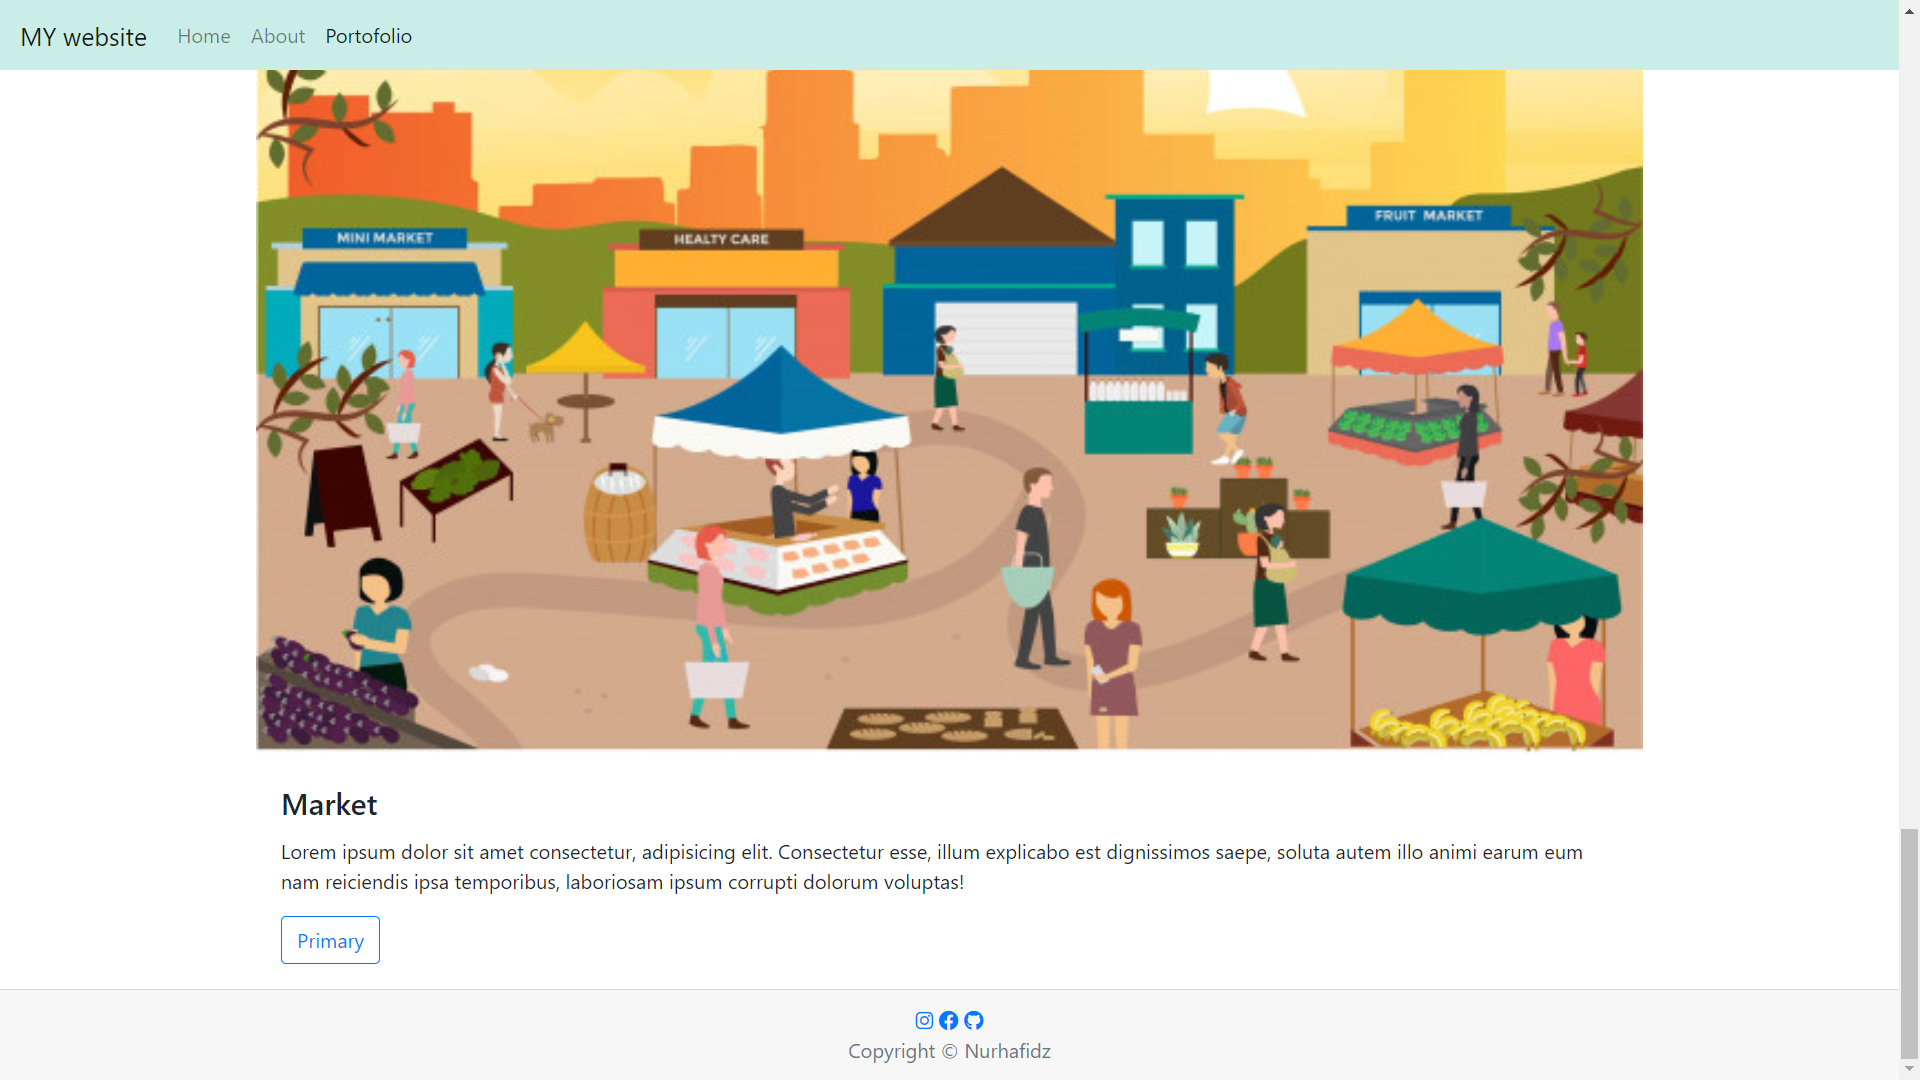 MY website
Home
About
Portofolio
MINI MARKET
HEALTY CARE
FRUIT MARKET
Market
Lorem ipsum dolor sit amet consectetur, adipisicing elit. Consectetur esse, illum explicabo est dignissimos saepe, soluta autem illo animi earum eum
nam reiciendis ipsa temporibus, laboriosam ipsum corrupti dolorum voluptas!
Primary
Copyright © Nurhafidz